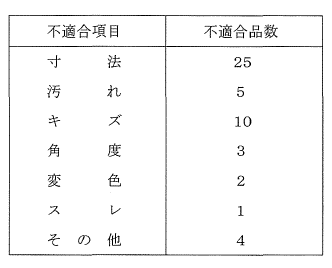 不適合項目 不適合品数
寸法 25
汚れ 5
キズ 10
角度 3
変色 2
スレ 1
その他 4